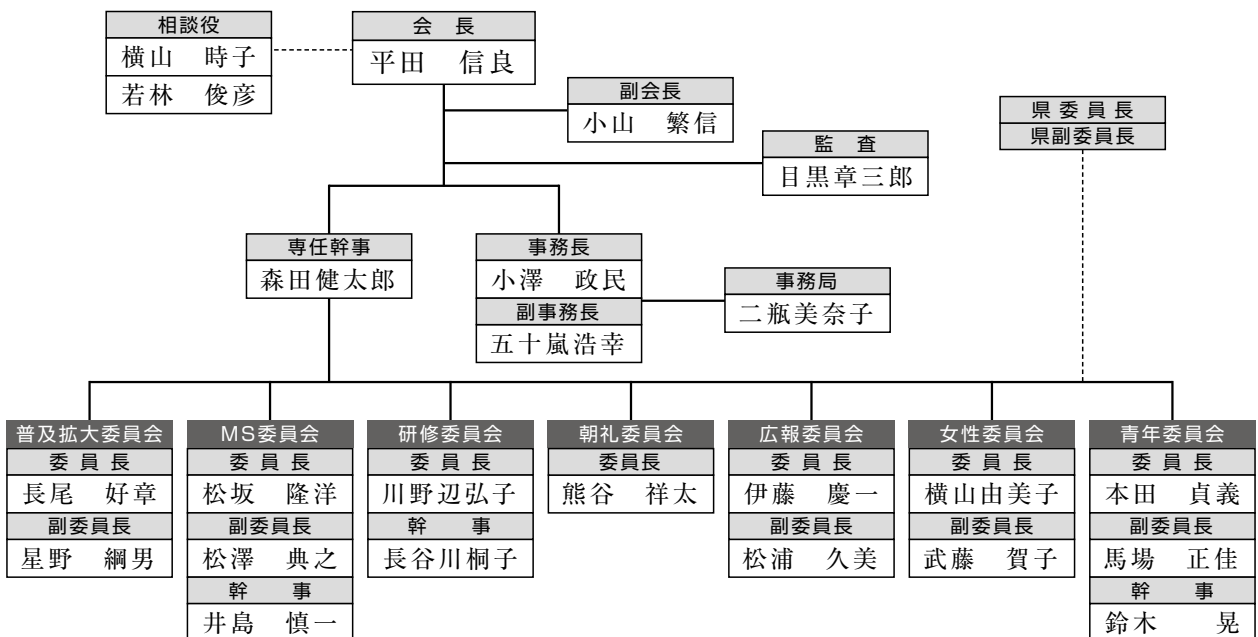 相談役
横山　時子
若林　俊彦
会　長
平田　信良
副会長
小山　繁信
監　査
目黒章三郎
県委員長
県副委員長
専任幹事
森田健太郎
事務長
小澤　政民
副事務長
五十嵐浩幸
事務局
二瓶美奈子
普及拡大委員会
委員長
長尾　好章
副委員長
星野　綱男
MS委員会
委員長
松坂　隆洋
副委員長
松澤　典之
幹　事
井島　慎一
研修委員会
委員長
川野辺弘子
幹　事
長谷川桐子
朝礼委員会
委員長
熊谷　祥太
広報委員会
委員長
伊藤　慶一
副委員長
松浦　久美
女性委員会
委員長
横山由美子
副委員長
武藤　賀子
青年委員会
委員長
本田　貞義
副委員長
馬場　正佳
幹　事
鈴木　晃